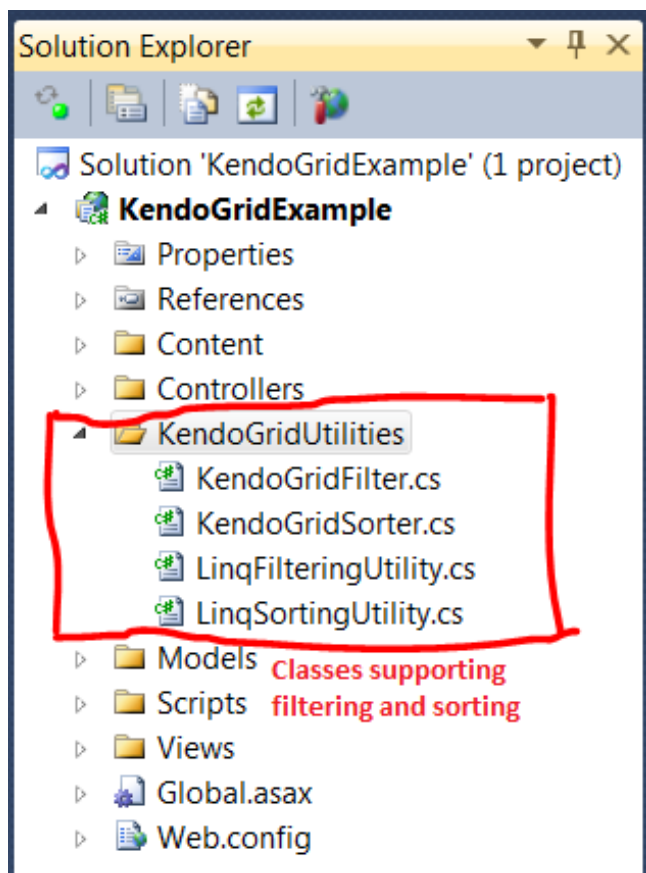 Solution Explorer
Solution 'KendoGridExample' (1 project)
KendoGridExample
Properties
References
Content
Controllers
KendoGridUtilities
KendoGridFilter.cs
KendoGridSorter.cs
LinqFilteringUtility.cs
LinqSortingUtility.cs
Models
Classes supporting
Scripts
filtering and sorting
Views
Global.asax
Web.config